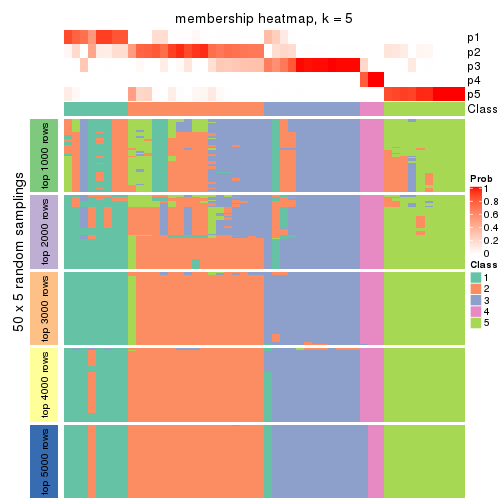 membership heatmap, k = 5
p1
p2
p3
p4
p5
Class
50 x 5 random samplings
top 1000 rows
top 2000 rows
top 3000 rows
top 4000 rows
top 5000 rows
Prob
1
0.8
0.6
0.4
0.2
0
Class
1
2
3
4
5